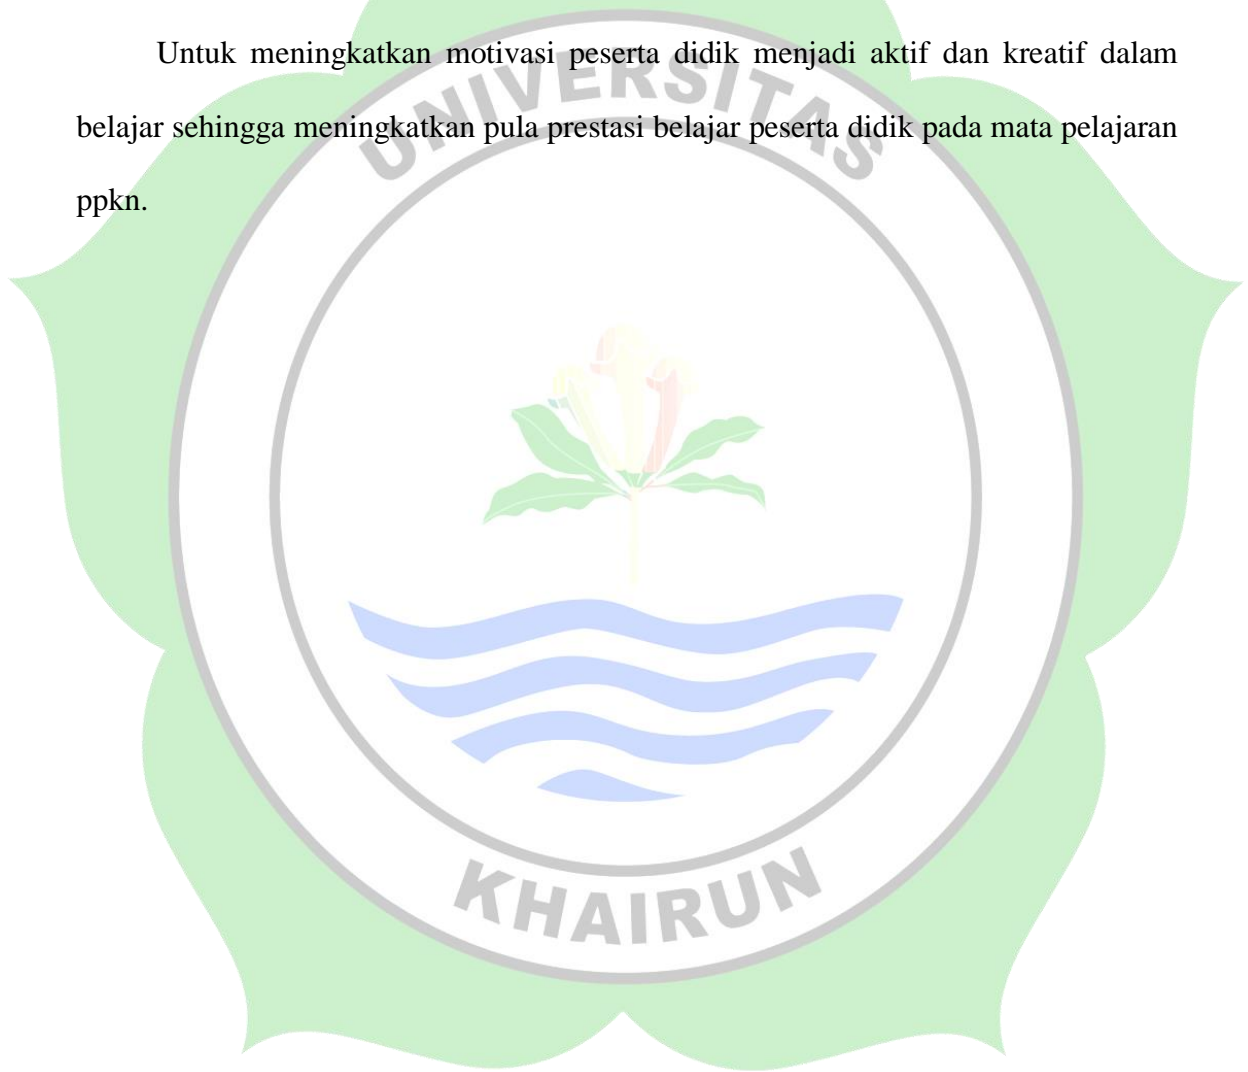 Untuk meningkatkan motivasi peserta didik menjadi aktif dan kreatif dalam
belajar sehingga meningkatkan pula prestasi belajar peserta didik pada mata pelajaran
ppkn.
UNIVERSITAS
KHAIRUN